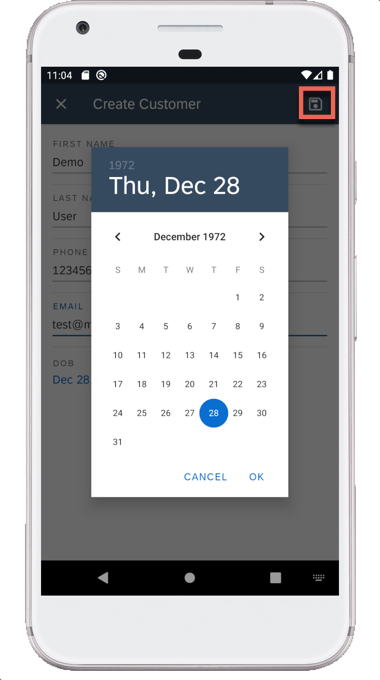 11:04
Create Customer
FIRST NAME
Demo
1972
Thu, Dec 28
LAST NA
User
December 1972
PHONE
S M T W T F S
123456
1 2
EMAIL
test@m
3 4 5 6 7 8 9
10 11 12 13 14 15 16
DOB
Dec 28
17 18 19 20 21 22 23
24 25 26 27 28 29 30
31
CANCEL OK